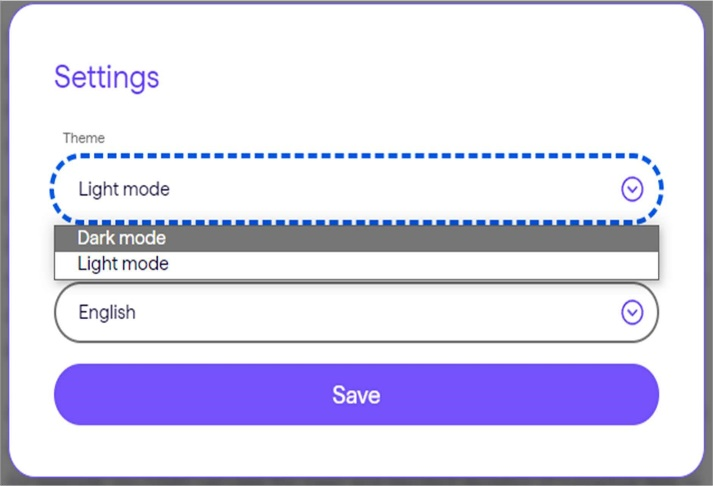 Settings
Theme
Light mode
Dark mode
Light mode
English
Save